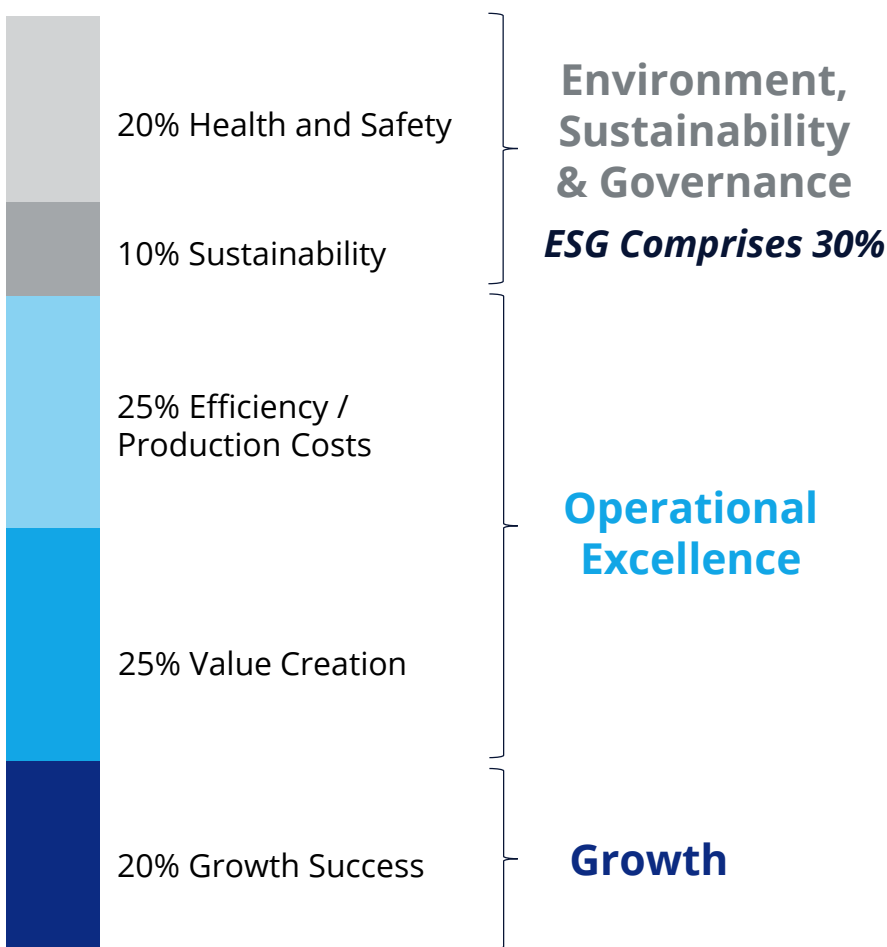 20% Health and Safety
10% Sustainability
Environment,
Sustainability
& Governance
ESG Comprises 30%
25% Efficiency /
Production Costs
25% Value Creation
Operational
Excellence
20% Growth Success
Growth